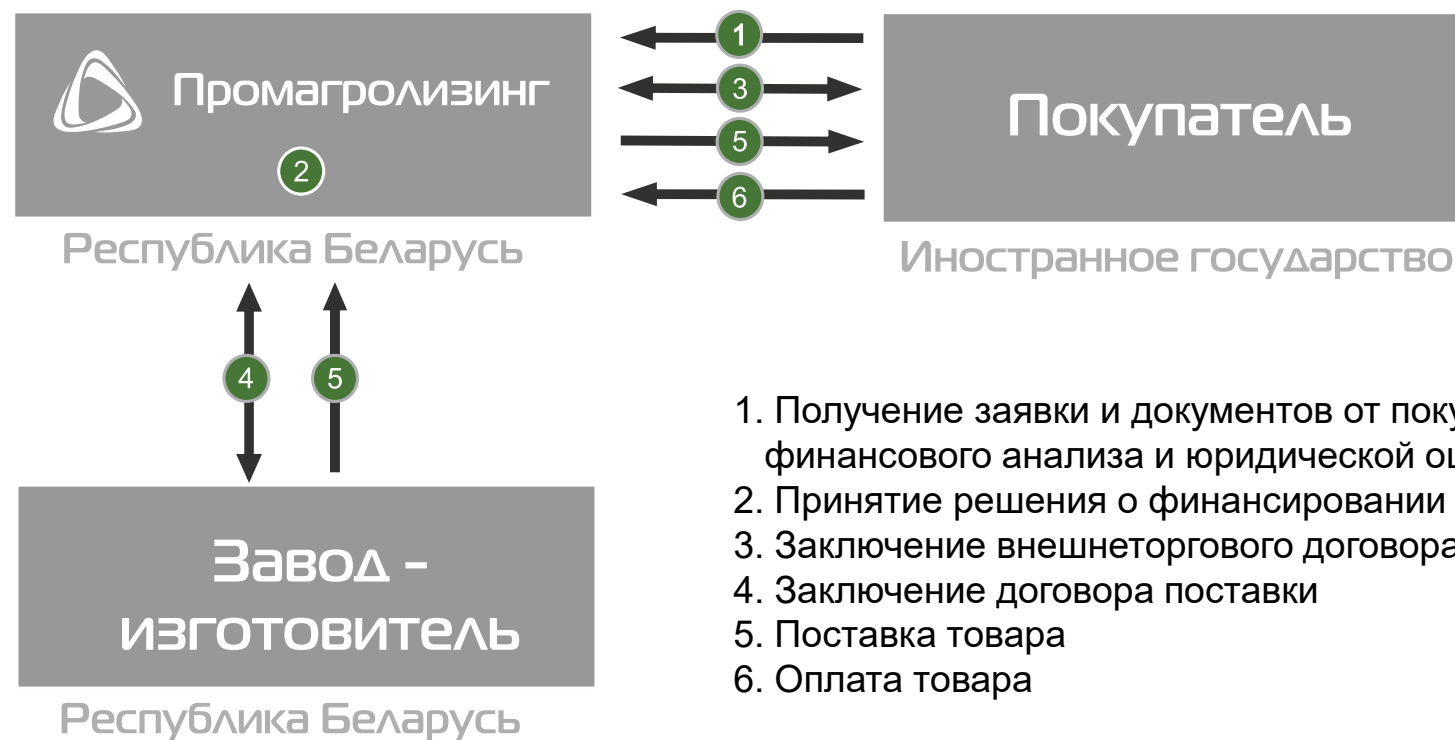 Промагролизинг
2
Республика Беларусь
1
3
5
6
Покупатель
Иностранное государство
4
5
Завод -
изготовитель
Республика Беларусь
1. Получение заявки и документов от
финансового анализа и юридической
2. Принятие решения о финансировании
3. Заключение внешнеторгового договора
4. Заключение договора поставки
5. Поставка товара
6. Оплата товара